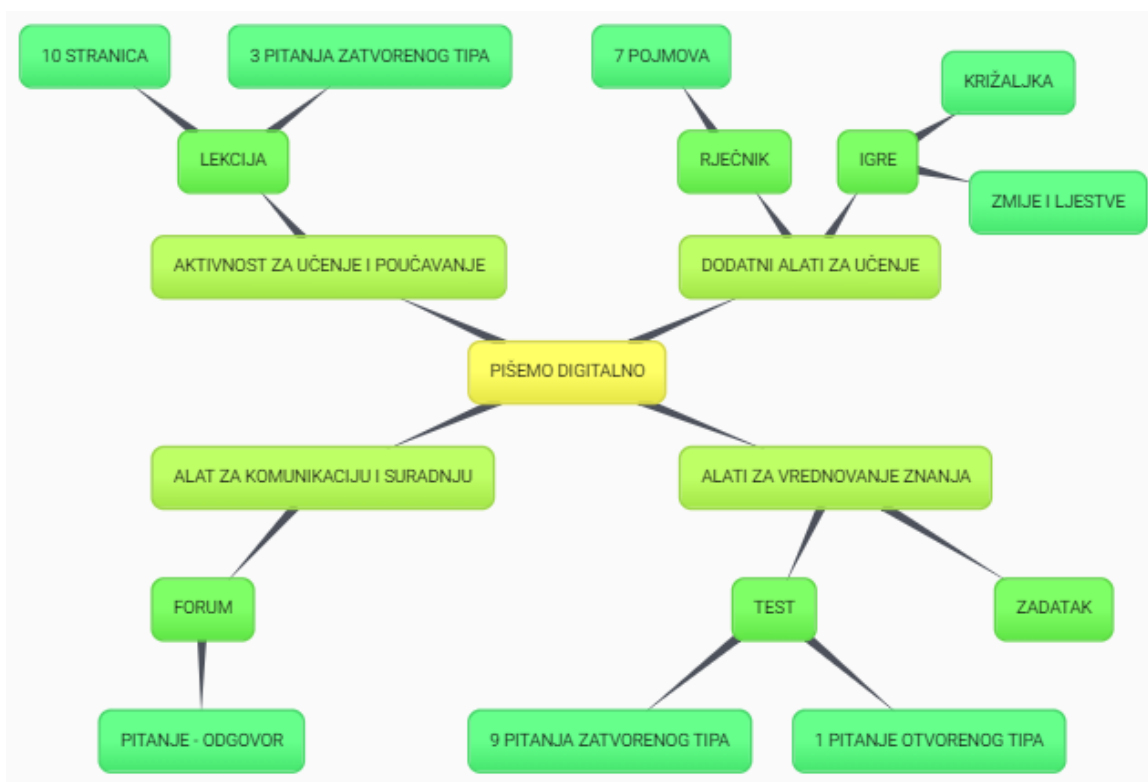 10 STRANICA
3 PITANJA ZATVORENOG TIPA
7 POJMOVA
KRIŽALJKA
LEKCIJA
RJEČNIK
IGRE
ZMIJE I LJESTVE
AKTIVNOST ZA UČENJE I POUČAVANJE
DODATNI ALATI ZA UČENJE
PIŠEMO DIGITALNO
ALAT ZA KOMUNIKACIJU I SURADNJU
ALATI ZA VREDNOVANJE ZNANJA
FORUM
TEST
ZADATAK
PITANJE - ODGOVOR
9 PITANJA ZATVORENOG TIPA
1 PITANJE OTVORENOG TIPA